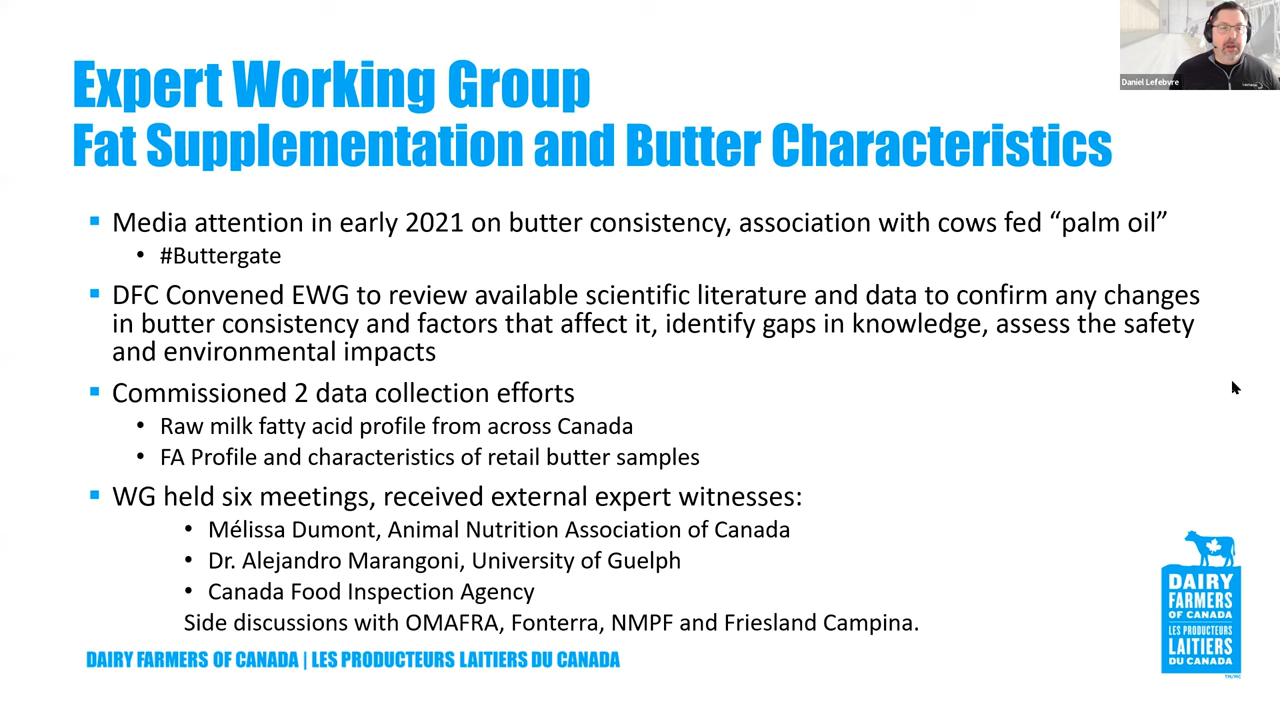 Daniel Lefebvre
Expert Working Group
Fat Supplementation and Butter Characteristics
▪ Media attention in early 2021 on butter consistency, association with cows fed “palm oil”
• #Buttergate
▪ DFC Convened EWG to review available scientific literature and data to confirm any changes
in butter consistency and factors that affect it, identify gaps in knowledge, assess the safety
and environmental impacts
▪ Commissioned 2 data collection efforts
• Raw milk fatty acid profile from across Canada
• FA Profile and characteristics of retail butter samples
▪ WG held six meetings, received external expert witnesses:
• Mélissa Dumont, Animal Nutrition Association of Canada
• Dr. Alejandro Marangoni, University of Guelph
• Canada Food Inspection Agency
Side discussions with OMAFRA, Fonterra, NMPF and Friesland Campina.
DAIRY FARMERS OF CANADA | LES PRODUCTEURS LAITIERS DU CANADA
DAIRY
FARMERS
OF CANADA
LES PRODUCTEURS
LAITIERS
DU CANADA
TM/MC